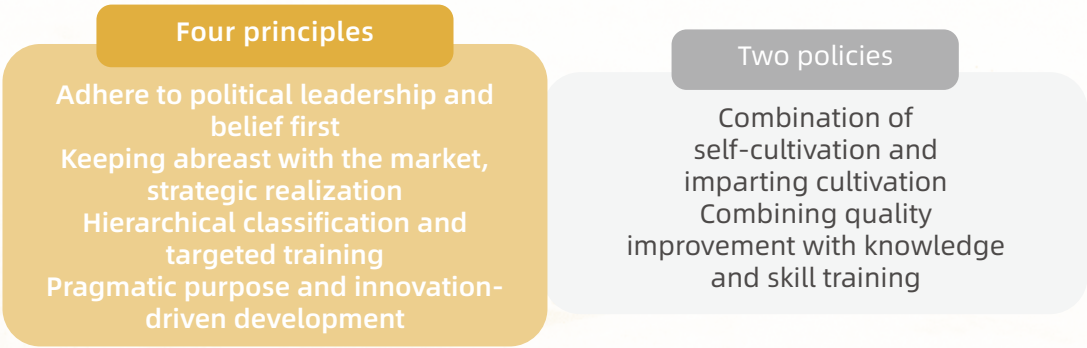 Four principles
Adhere to political leadership and
belief first
Keeping abreast with the market,
strategic realization
Hierarchical classification and
targeted training
Pragmatic purpose and innovation-
driven development
Two policies
Combination of
self-cultivation and
imparting cultivation
Combining quality
improvement with knowledge
and skill training